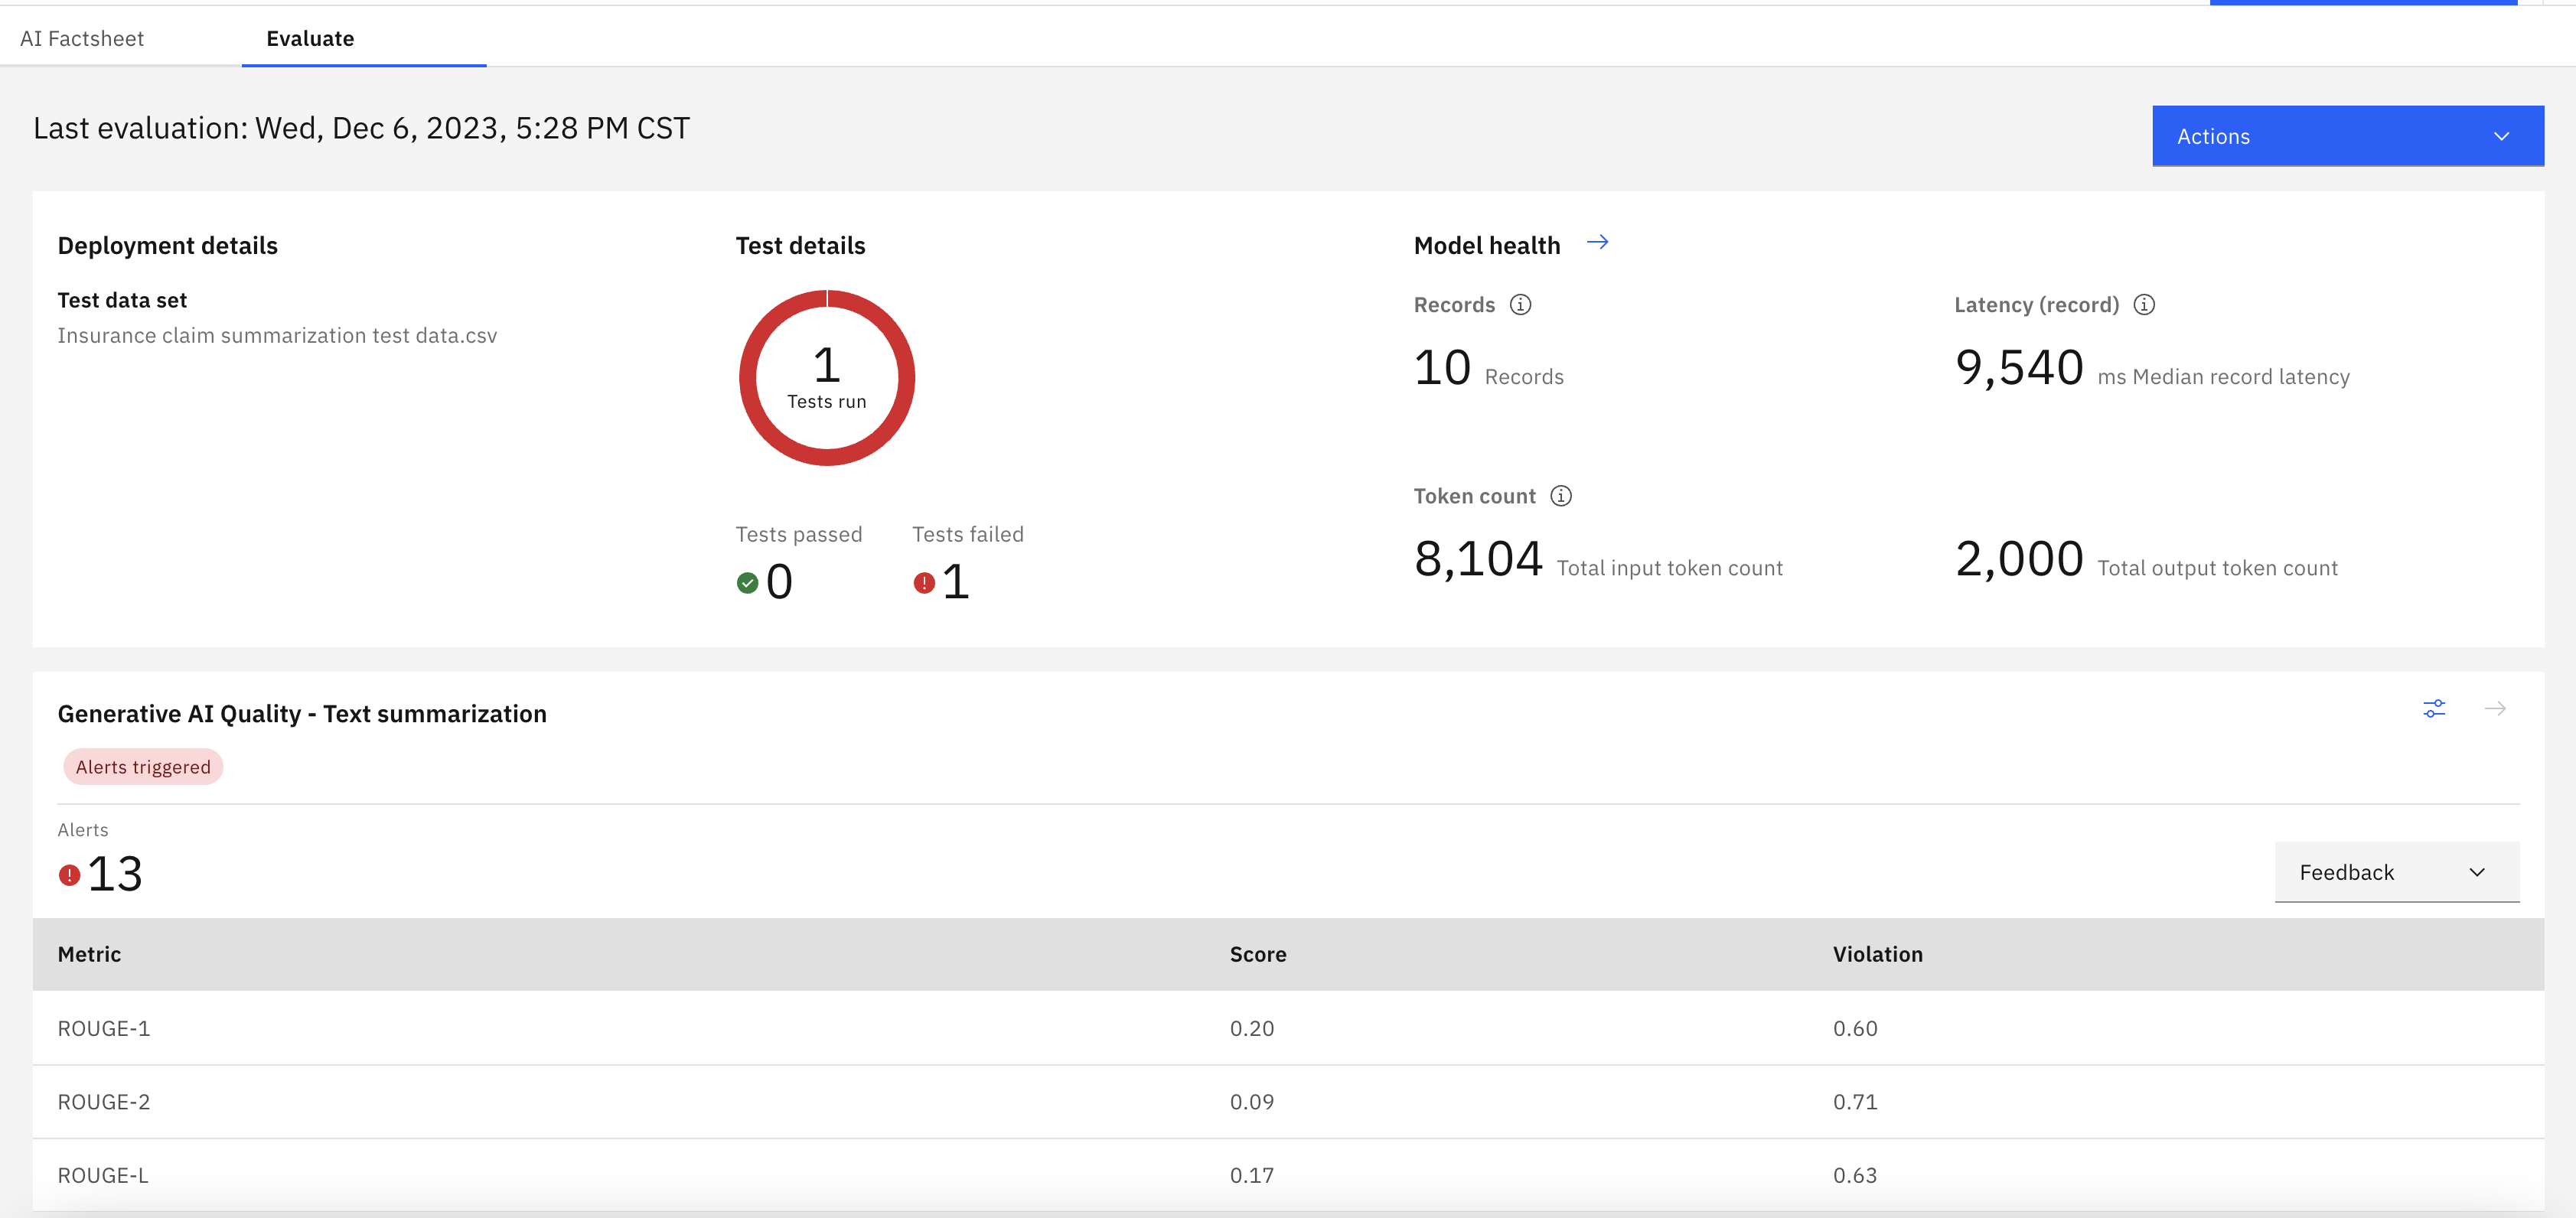 AI Factsheet
Evaluate
Last evaluation: Wed, Dec 6, 2023, 5:28 PM CST
Actions
Deployment details
Test data set
Insurance claim summarization test data.csv
Test details
1
Tests run
Tests passed
0
Tests failed
1
Model health
Records
10 Records
Latency (record)
9,540 ms Median record latency
Token count
8,104 Total input token count
2,000 Total output token count
Generative AI Quality - Text summarization
Alerts triggered
Alerts
13
Feedback
Metric Score Violation
ROUGE-1 0.20 0.60
ROUGE-2 0.09 0.71
ROUGE-L 0.17 0.63